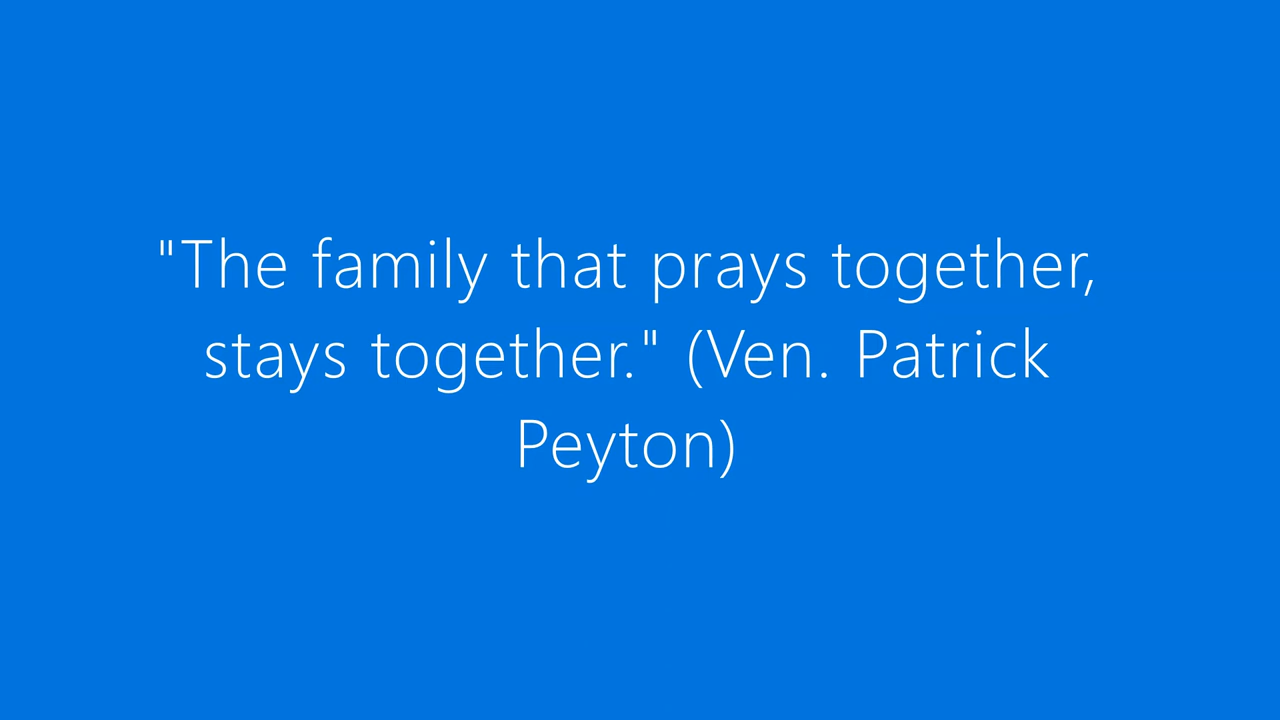 "The family that prays together,
stays together." (Ven. Patrick
Peyton)